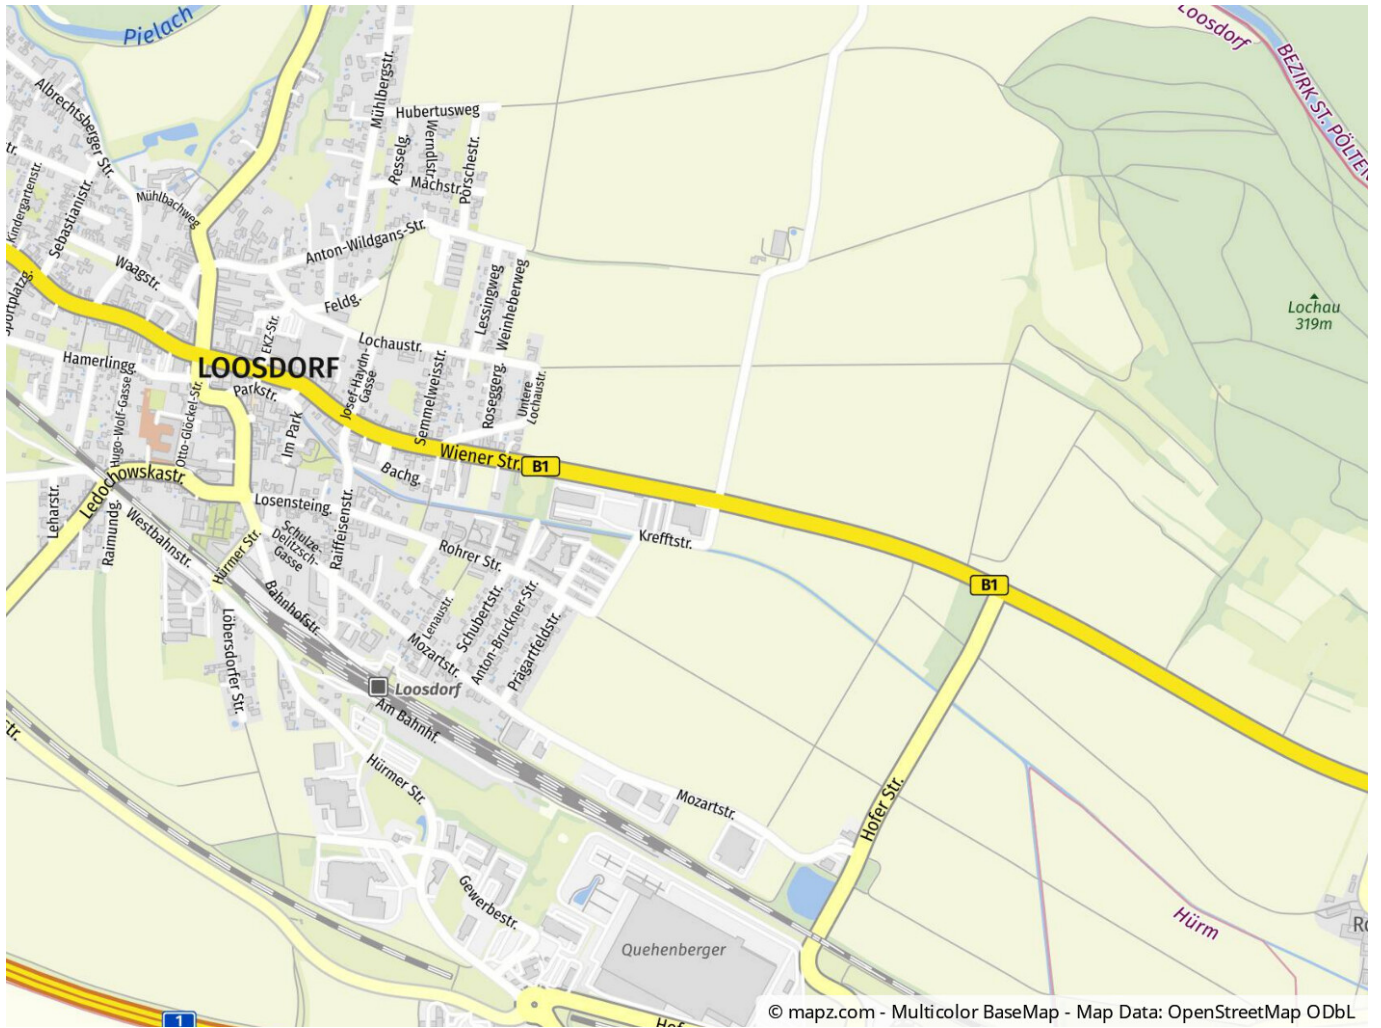 Pielach
Loosdorf
BEZIRK ST. PÖLTEN
Albrechtsberger Str.
Mühlbergstr.
Hubertusweg
Resselg.
Werndlstr.
Porschestr.
Machstr.
Kindergartenstr.
Sebastianistr.
Mühlbachweg
Anton-Wildgans-Str.
Waagstr.
Feldg.
Lessingweg
Weinheberweg
Lochau
319m
EKZ-Str.
Lochaustr.
Hamerlingg.
LOOSDORF
Josef-Haydn-
Gasse
Semmelweisstr.
Roseggerg.
Untere
Lochaustr.
Parkstr.
Hugo-Wolf-Gasse
Otto-Glöckel-Str.
Im Park
Wiener Str.
B1
Bachg.
Ledochowskastr.
Losensteing.
Leharstr.
Raimundg.
Westbahnstr.
Hürmer Str.
Schulze-
Delitzsch-
Gasse
Raiffeisenstr.
Rohrer Str.
Krefftstr.
B1
Bahnhofstr.
Löbersdorfer Str.
Lenaustr.
Schubertstr.
Anton-Bruckner-Str.
Prägartfeldstr.
Mozartstr.
Loosdorf
Am Bahnhf.
Hürmer Str.
Mozartstr.
Hofer Str.
Gewerbestr.
Quehenberger
Hürm
1
© mapz.com - Multicolor BaseMap - Map Data: OpenStreetMap ODbL